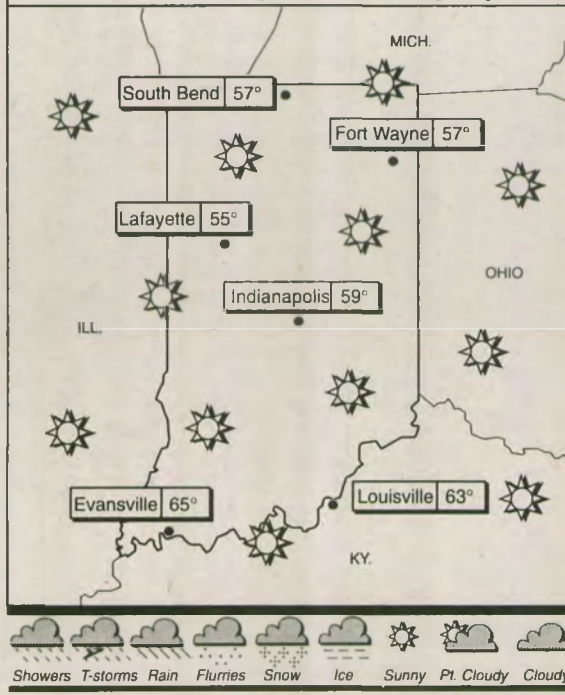 MICH.
South Bend 57°
Fort Wayne 57°
Lafayette 55°
OHIO
Indianapolis 59°
ILL.
Evansville 65°
Louisville 63°
KY.
Showers T-storms Rain Flurries Snow Ice Sunny Pt. Cloudy Cloudy